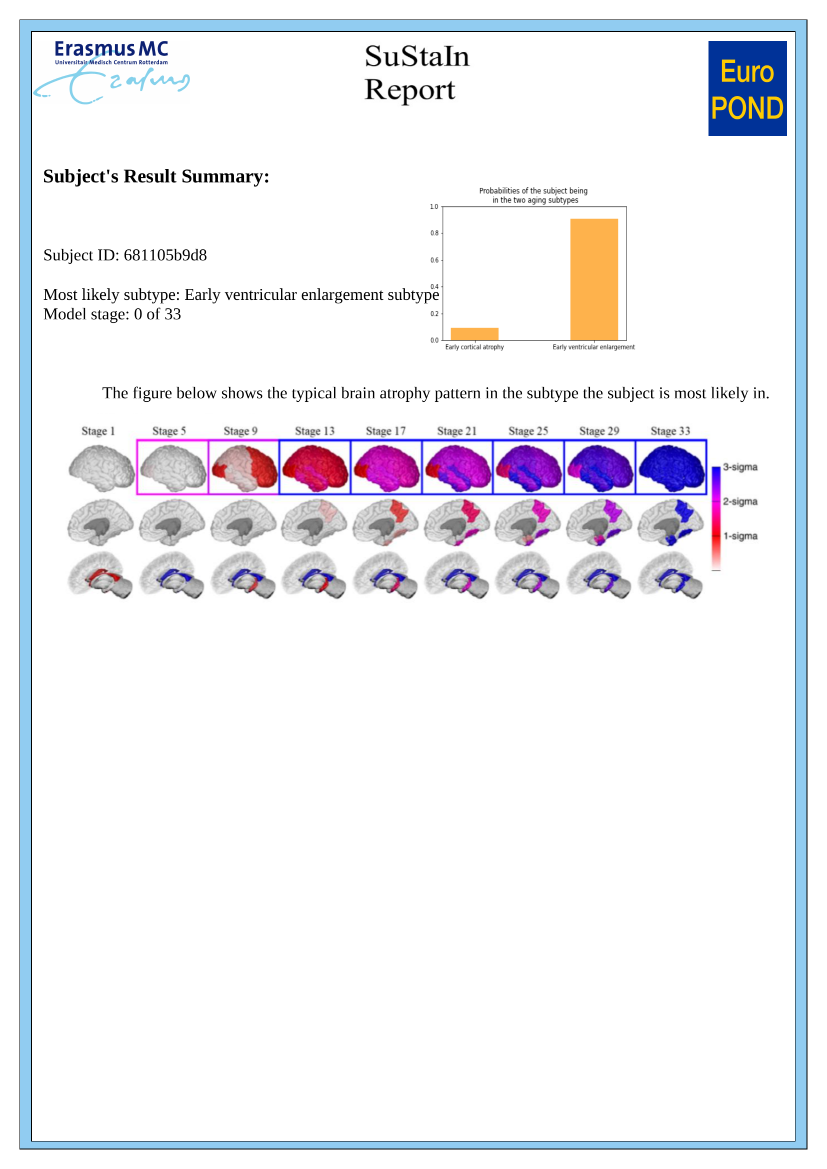 Erasmus MC
Universitair Medisch Centrum Rotterdam
Erasmus
SuStaIn
Report
Euro
POND
Subject's Result Summary:
Probabilities of the subject being
in the two aging subtypes
1.0
0.8
0.6
0.4
0.2
0.0
Early cortical atrophy
Early ventricular enlargement
Subject ID: 681105b9d8
Most likely subtype: Early ventricular enlargement subtype
Model stage: 0 of 33
The figure below shows the typical brain atrophy pattern in the subtype the subject is most likely in.
Stage 1 Stage 5 Stage 9 Stage 13 Stage 17 Stage 21 Stage 25 Stage 29 Stage 33
3-sigma
2-sigma
1-sigma